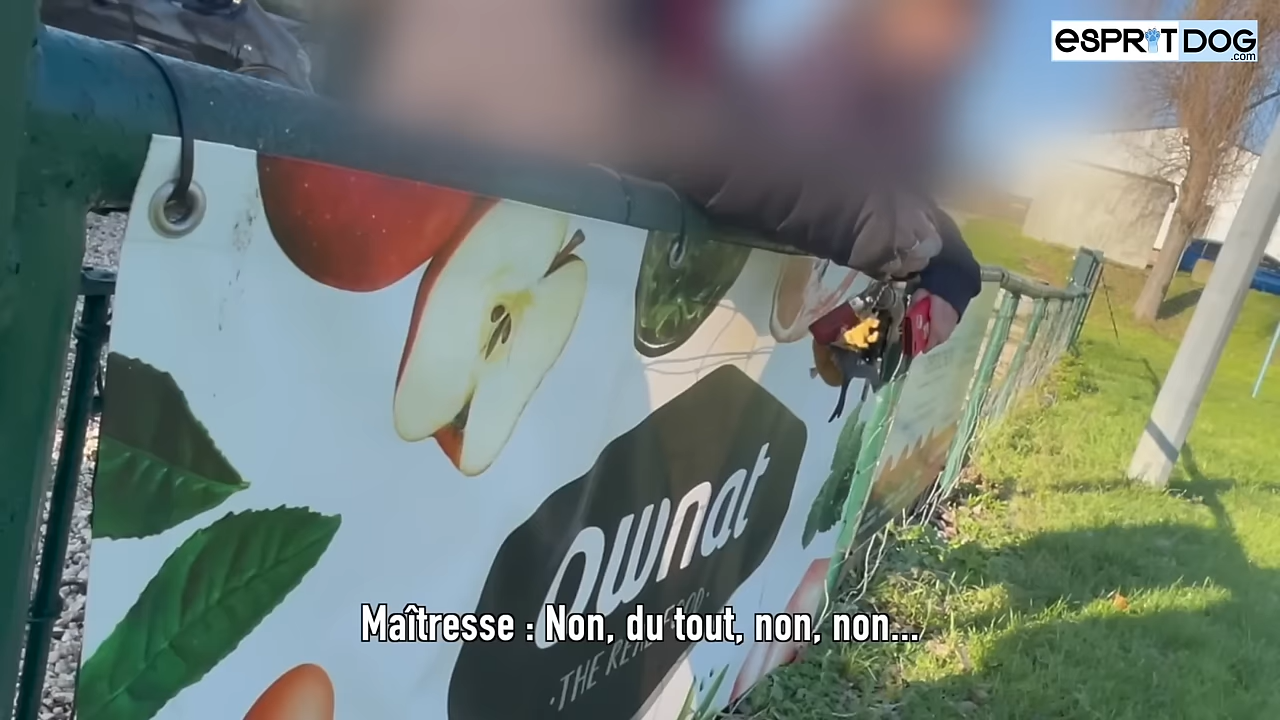 ESPRIT DOG
.com
ownat
·THE REAL FOOD·
Maîtresse : Non, du tout, non, non...